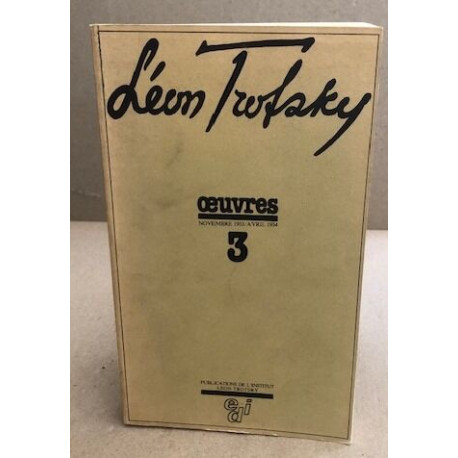 Léon Trotsky
œuvres
NOVEMBRE 1933/AVRIL 1934
3
PUBLICATIONS DE L'INSTITUT
LÉON TROTSKY
edi